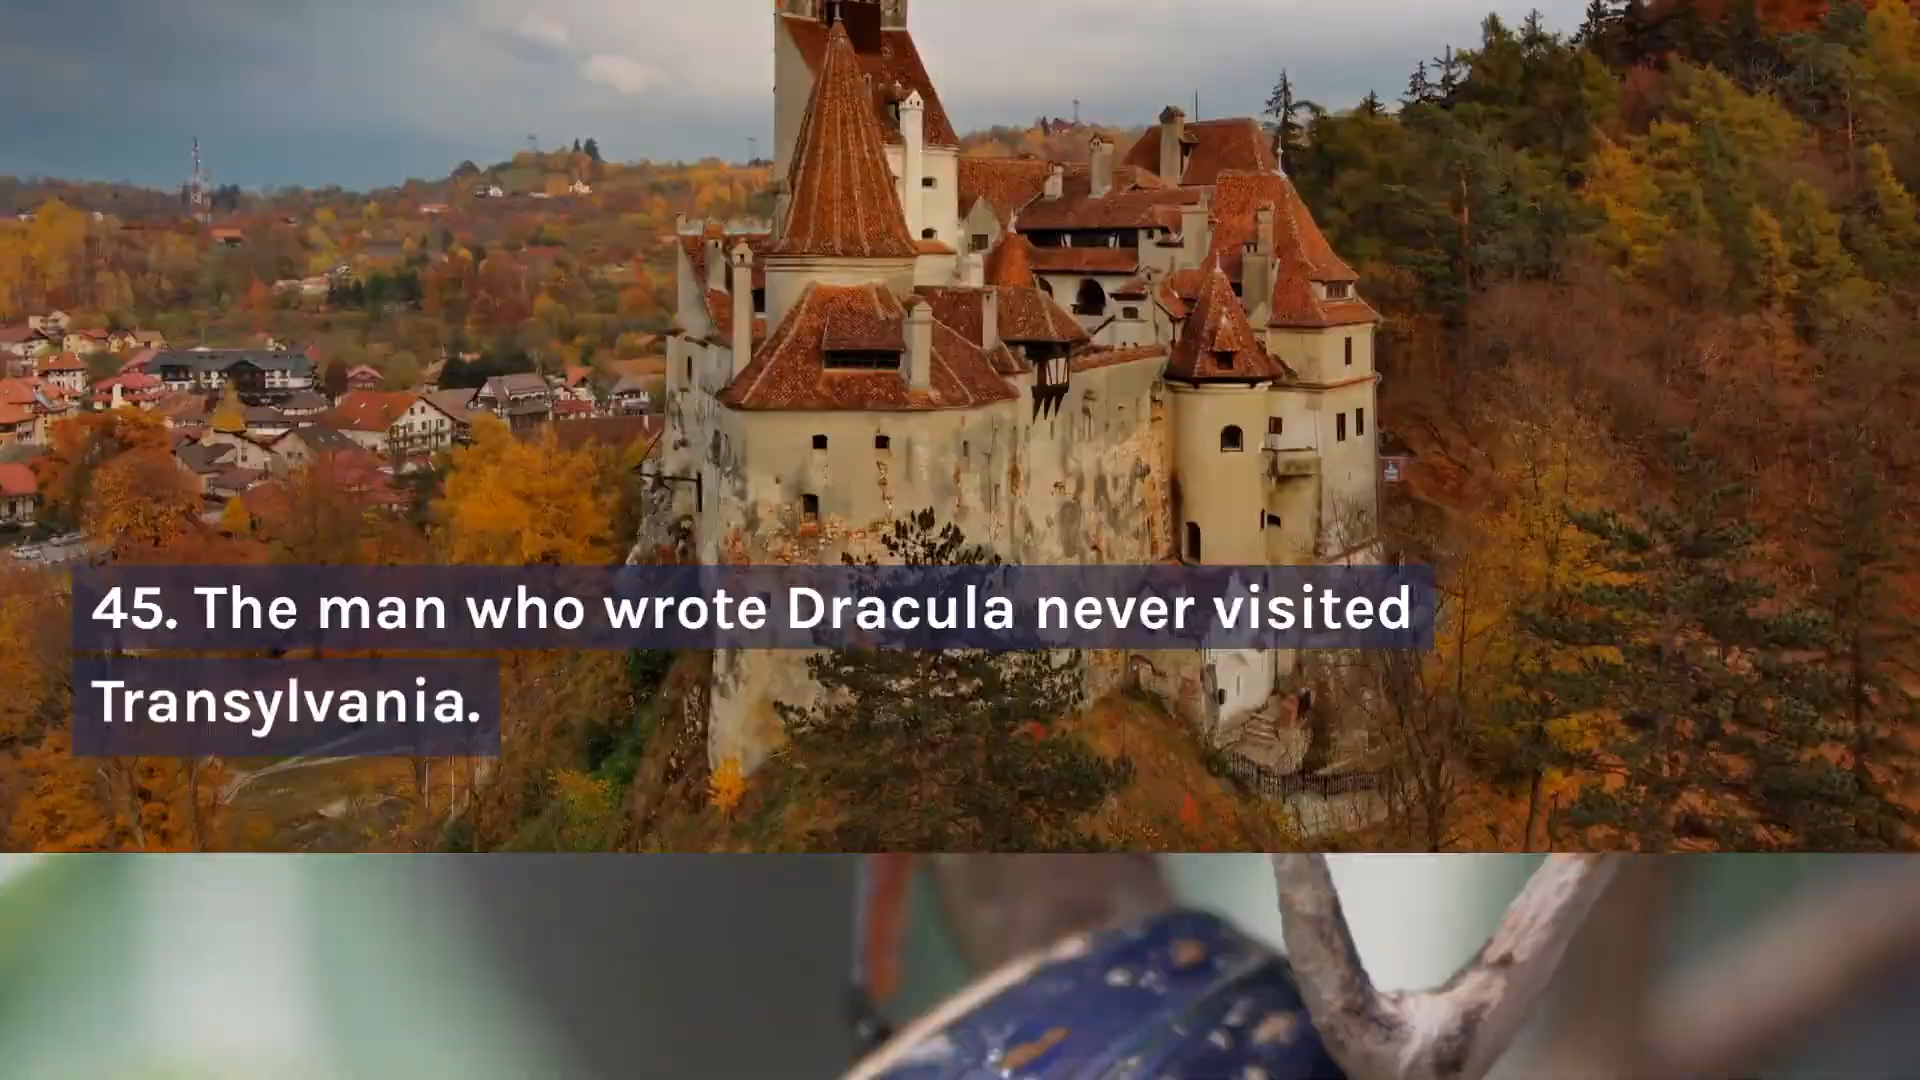 45. The man who wrote Dracula never visited
Transylvania.